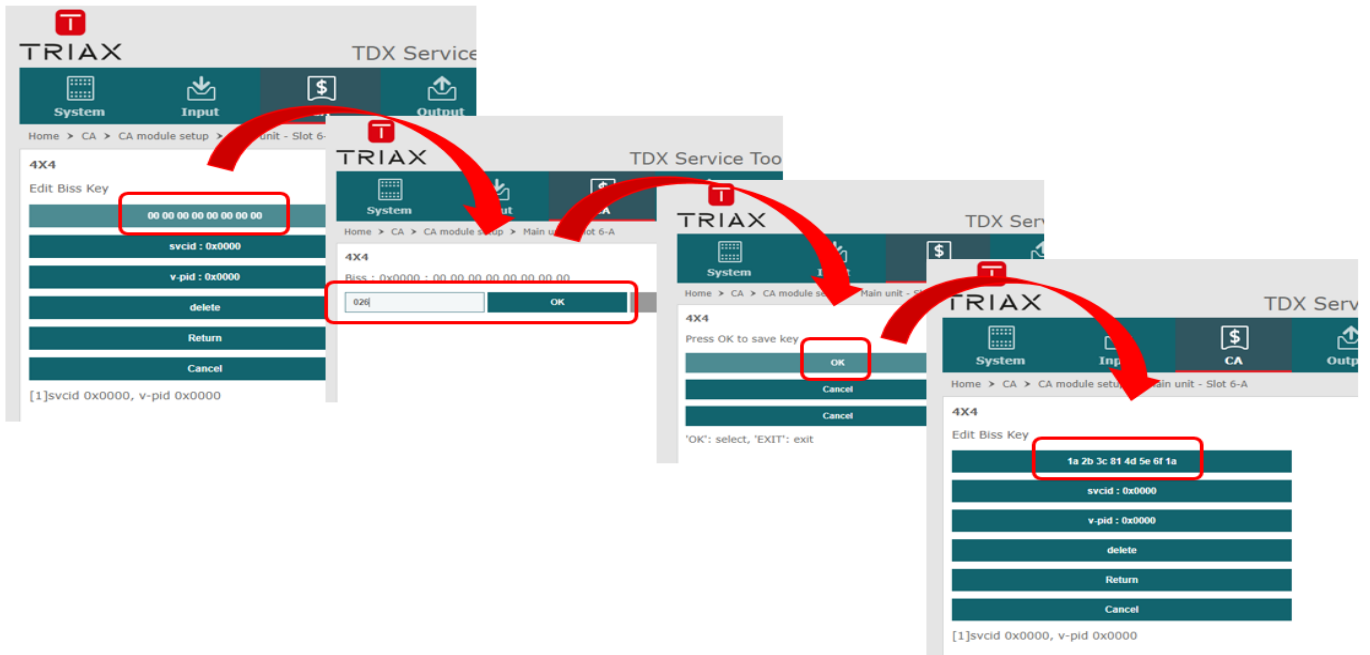 TRIAX
TDX Service
System
Input
Output
Home > CA > CA module setup > unit - Slot 6-
4X4
Edit Biss Key
00 00 00 00 00 00 00 00
svcid : 0x0000
v-pid : 0x0000
delete
Return
Cancel
[1]svcid 0x0000, v-pid 0x0000
TRIAX
TDX Service Too
System
CA
Home > CA > CA module setup > Main unit - Slot 6-A
4X4
Biss : 0x0000 : 00 00 00 00 00 00 00 00
026
OK
TRIAX
TDX Serv
System
Home > CA > CA module setup > Main unit - Sl
4X4
Press OK to save key
OK
Cancel
Cancel
'OK': select, 'EXIT': exit
TRIAX
TDX Serv
System
Inp
CA
Outp
Home > CA > CA module setup > Main unit - Slot 6-A
4X4
Edit Biss Key
1a 2b 3c 81 4d 5e 6f 1a
svcid : 0x0000
v-pid : 0x0000
delete
Return
Cancel
[1]svcid 0x0000, v-pid 0x0000